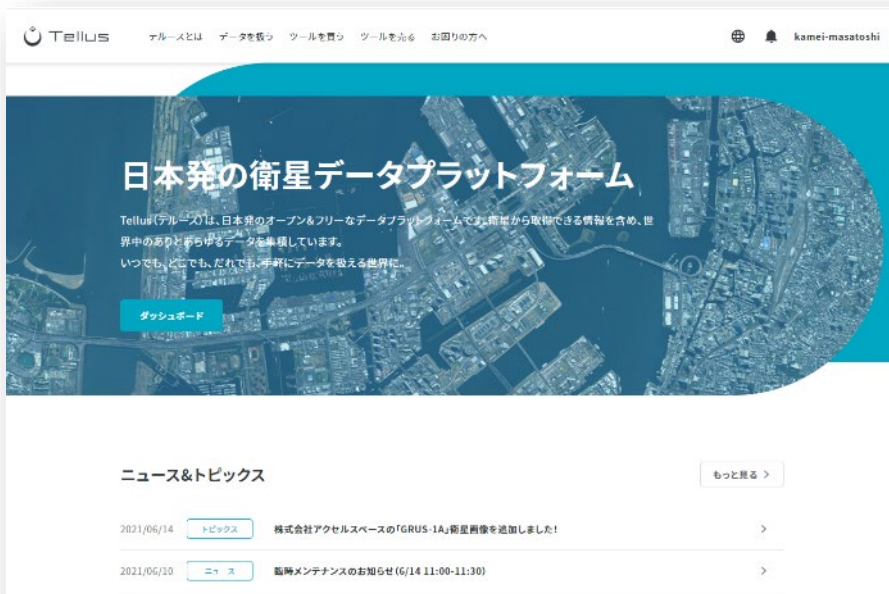 Tellus
テルースとは データを扱う ツールを買う ツールを売る お困りの方へ
kamei-masatoshi
日本発の衛星データプラットフォーム
Tellus(テルース)は、日本発のオープン&フリーなデータプラットフォームです。衛星から取得できる情報を含め、世
界中のありとあらゆるデータを集積しています。
いつでも、どこでも、だれでも、手軽にデータを扱える世界に。
ダッシュボード
ニュース&トピックス
もっと見る
2021/06/14 トピックス 株式会社アクセルスペースの「GRUS-1A」衛星画像を追加しました!
2021/06/10 ニュース 臨時メンテナンスのお知らせ(6/14 11:00-11:30)